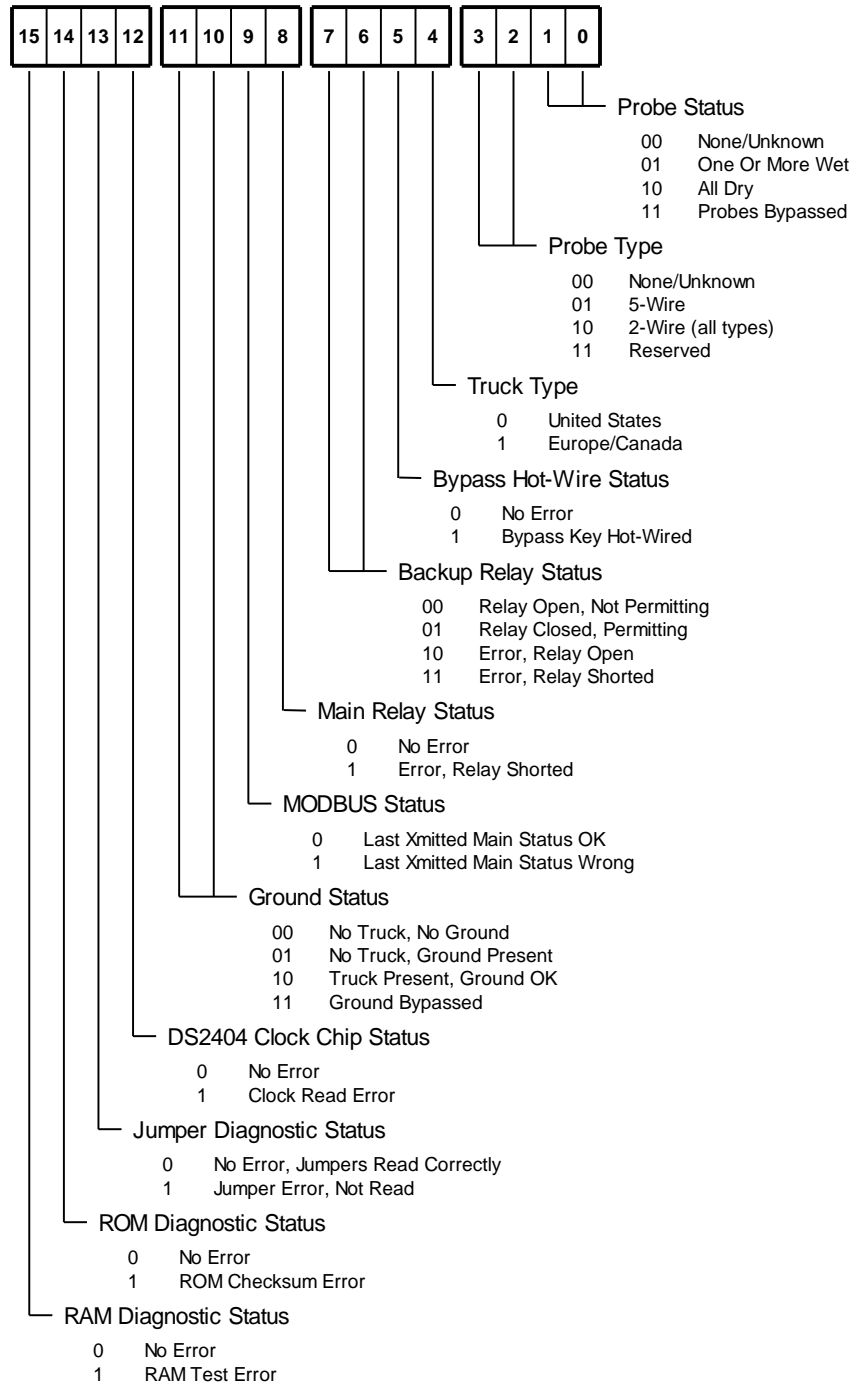 15 14 13 12 11 10 9 8 7 6 5 4 3 2 1 0
Probe Status
00 None/Unknown
01 One Or More Wet
10 All Dry
11 Probes Bypassed
Probe Type
00 None/Unknown
01 5-Wire
10 2-Wire (all types)
11 Reserved
Truck Type
0 United States
1 Europe/Canada
Bypass Hot-Wire Status
0 No Error
1 Bypass Key Hot-Wired
Backup Relay Status
00 Relay Open, Not Permitting
01 Relay Closed, Permitting
10 Error, Relay Open
11 Error, Relay Shorted
Main Relay Status
0 No Error
1 Error, Relay Shorted
MODBUS Status
0 Last Xmitted Main Status OK
1 Last Xmitted Main Status Wrong
Ground Status
00 No Truck, No Ground
01 No Truck, Ground Present
10 Truck Present, Ground OK
11 Ground Bypassed
DS2404 Clock Chip Status
0 No Error
1 Clock Read Error
Jumper Diagnostic Status
0 No Error, Jumpers Read Correctly
1 Jumper Error, Not Read
ROM Diagnostic Status
0 No Error
1 ROM Checksum Error
RAM Diagnostic Status
0 No Error
1 RAM Test Error